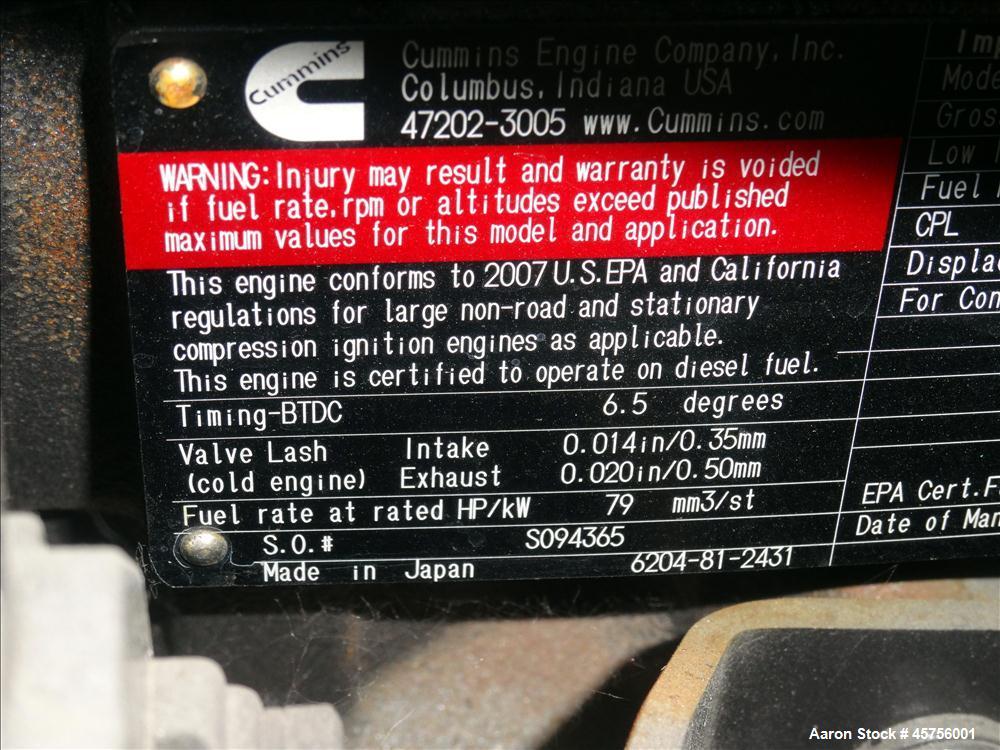 Cummins
Cummins Engine Company, Inc.
Columbus, Indiana USA
47202-3005 www.Cummins.com
WARNING: Injury may result and warranty is voided
if fuel rate.rpm or altitudes exceed published
maximum values for this model and application.
This engine conforms to 2007 U.S.EPA and California
regulations for large non-road and stationary
compression ignition engines as applicable.
This engine is certified to operate on diesel fuel.
Timing-BTDC 6.5 degrees
Valve Lash Intake 0.014in/0.35mm
(cold engine) Exhaust 0.020in/0.50mm
Fuel rate at rated HP/kW 79 mm3/st
S.O.# S094365
Made in Japan 6204-81-2431
Imp
Mode
Gros
Low
Fuel
CPL
Displac
For Con
EPA Cert.F
Date of Man
Aaron Stock # 45756001